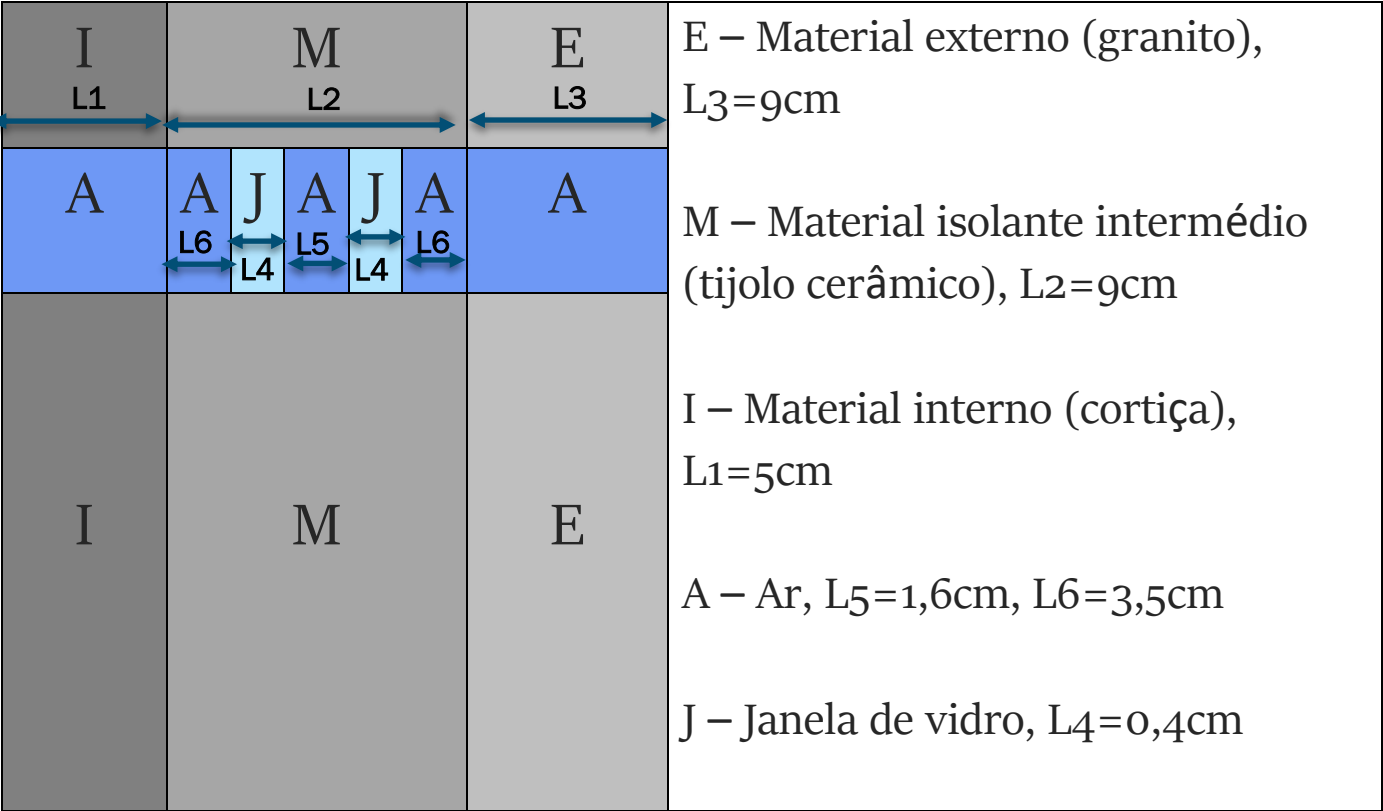 I M E
L1 L2 L3
A A J A J A A
L6 L5 L6
L4 L4
I M E
E – Material externo (granito),
L3=9cm
M – Material isolante intermédio
(tijolo cerâmico), L2=9cm
I – Material interno (cortiça),
L1=5cm
A – Ar, L5=1,6cm, L6=3,5cm
J – Janela de vidro, L4=0,4cm